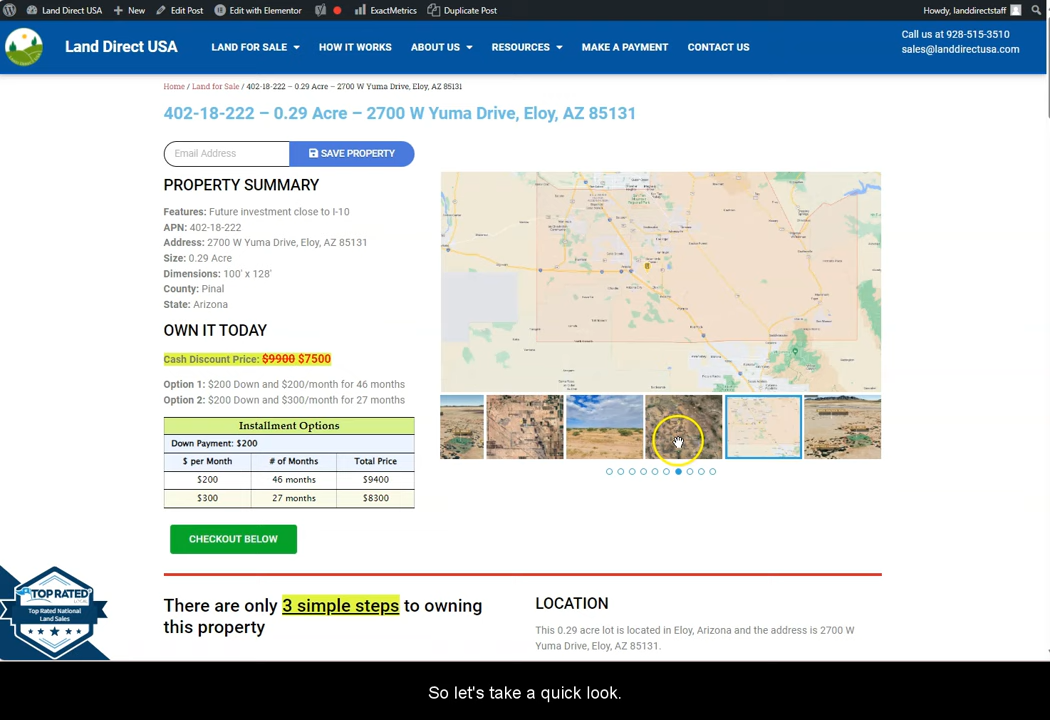 Land Direct USA New Edit Post Edit with Elementor ExactMetrics Duplicate Post Howdy, landdirectstaff
Land Direct USA LAND FOR SALE HOW IT WORKS ABOUT US RESOURCES MAKE A PAYMENT CONTACT US
Call us at 928-515-3510
sales@landdirectusa.com
Home / Land for Sale / 402-18-222 – 0.29 Acre – 2700 W Yuma Drive, Eloy, AZ 85131
402-18-222 – 0.29 Acre – 2700 W Yuma Drive, Eloy, AZ 85131
Email Address SAVE PROPERTY
PROPERTY SUMMARY
Features: Future investment close to I-10
APN: 402-18-222
Address: 2700 W Yuma Drive, Eloy, AZ 85131
Size: 0.29 Acre
Dimensions: 100' x 128'
County: Pinal
State: Arizona
OWN IT TODAY
Cash Discount Price: $9900 $7500
Option 1: $200 Down and $200/month for 46 months
Option 2: $200 Down and $300/month for 27 months
Installment Options
Down Payment: $200
$ per Month # of Months Total Price
$200 46 months $9400
$300 27 months $8300
CHECKOUT BELOW
TOP RATED
Top Rated National
Land Sales
There are only 3 simple steps to owning
this property
LOCATION
This 0.29 acre lot is located in Eloy, Arizona and the address is 2700 W
Yuma Drive, Eloy, AZ 85131.
So let's take a quick look.